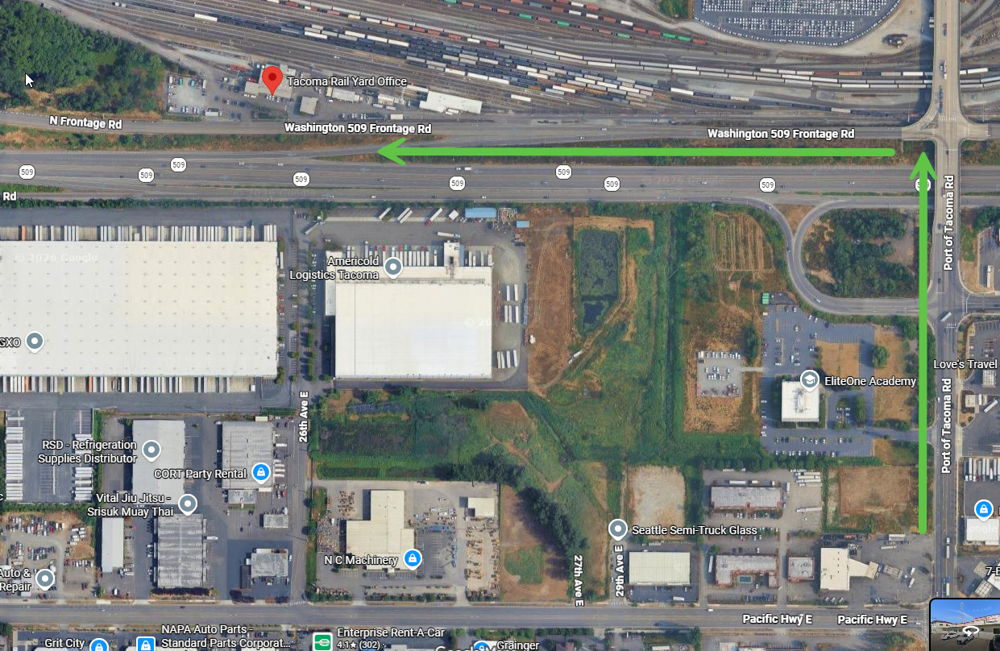 Tacoma Rail Yard Office
N Frontage Rd
Washington 509 Frontage Rd
Washington 509 Frontage Rd
509
509
509
509
509
509
509
509
Rd
Port of Tacoma Rd
© 2026 Google
Americold
Logistics Tacoma
GXO
Love's Travel
EliteOne Academy
26th Ave E
Port of Tacoma Rd
RSD - Refrigeration
Supplies Distributor
CORT Party Rental
Vital Jiu Jitsu -
Srisuk Muay Thai
Seattle Semi-Truck Glass
N C Machinery
27th Ave E
29th Ave E
Auto &
Repair
7-E
Pacific Hwy E
Pacific Hwy E
NAPA Auto Parts -
Standard Parts Corporat...
Enterprise Rent-A-Car
4.1★ (302)
Grit City
Grainger